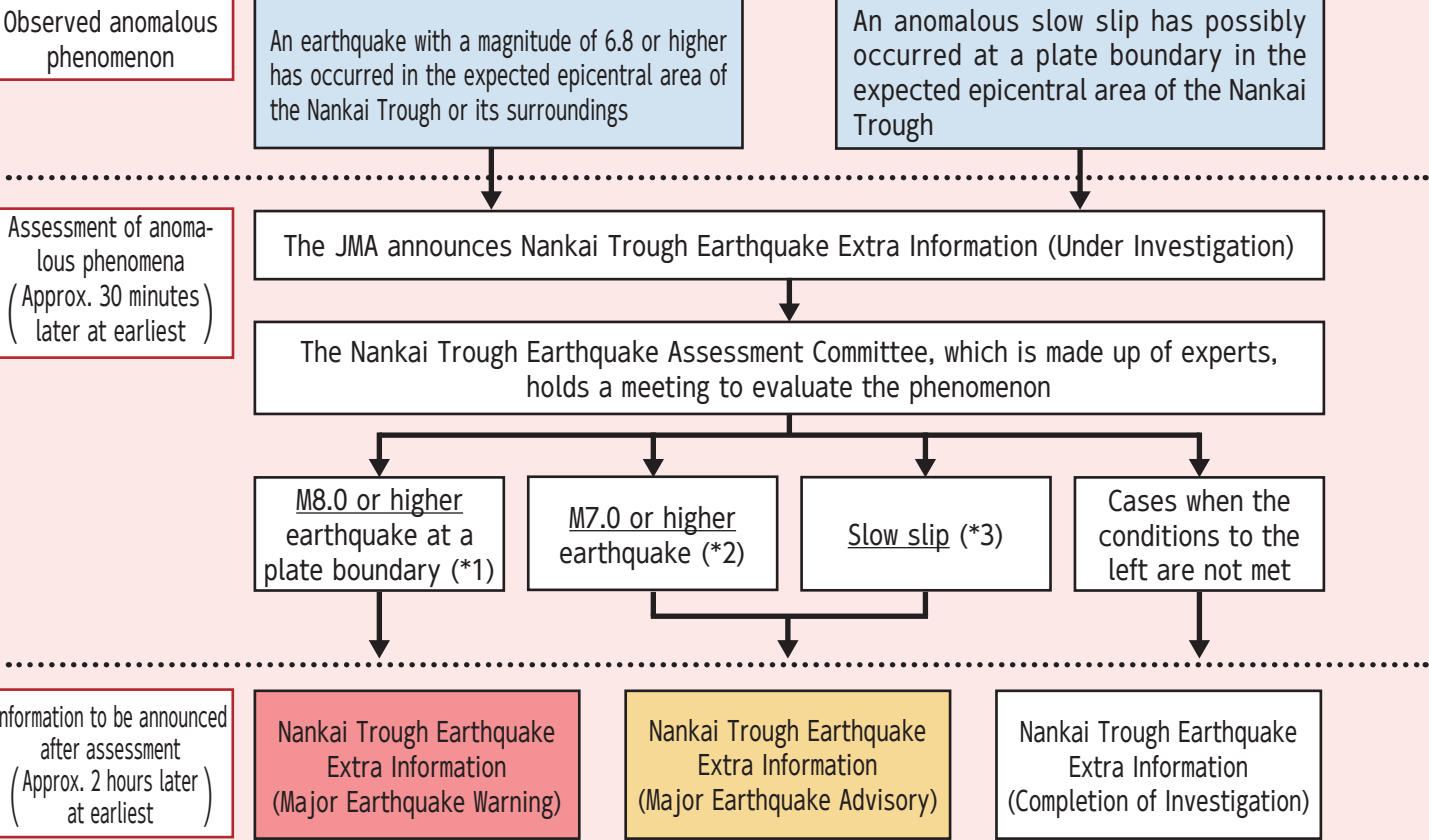 Observed anomalous
phenomenon
An earthquake with a magnitude of 6.8 or higher
has occurred in the expected epicentral area of
the Nankai Trough or its surroundings
An anomalous slow slip has possibly
occurred at a plate boundary in the
expected epicentral area of the Nankai
Trough
Assessment of anoma-
lous phenomena
(Approx. 30 minutes
later at earliest)
The JMA announces Nankai Trough Earthquake Extra Information (Under Investigation)
The Nankai Trough Earthquake Assessment Committee, which is made up of experts,
holds a meeting to evaluate the phenomenon
M8.0 or higher
earthquake at a
plate boundary (*1)
M7.0 or higher
earthquake (*2)
Slow slip (*3)
Cases when the
conditions to the
left are not met
nformation to be announced
after assessment
(Approx. 2 hours later
at earliest)
Nankai Trough Earthquake
Extra Information
(Major Earthquake Warning)
Nankai Trough Earthquake
Extra Information
(Major Earthquake Advisory)
Nankai Trough Earthquake
Extra Information
(Completion of Investigation)